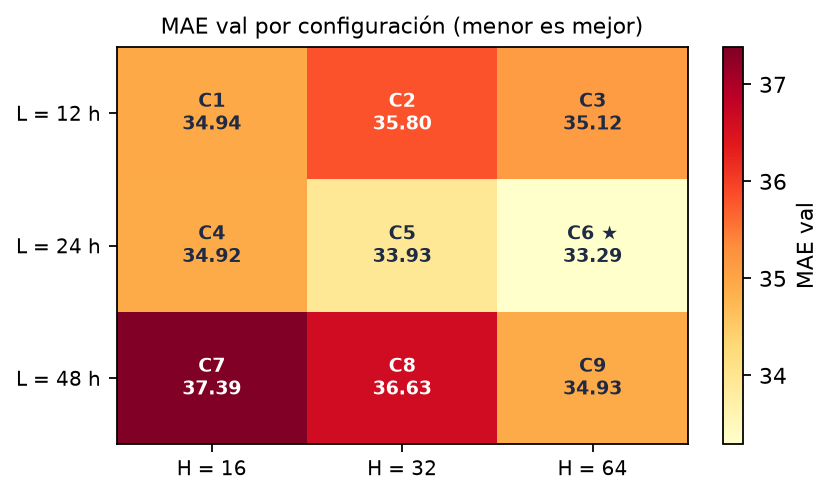 MAE val por configuración (menor es mejor)
L = 12 h
C1
34.94
C2
35.80
C3
35.12
L = 24 h
C4
34.92
C5
33.93
C6 ★
33.29
L = 48 h
C7
37.39
C8
36.63
C9
34.93
H = 16
H = 32
H = 64
37
36
35
34
MAE val